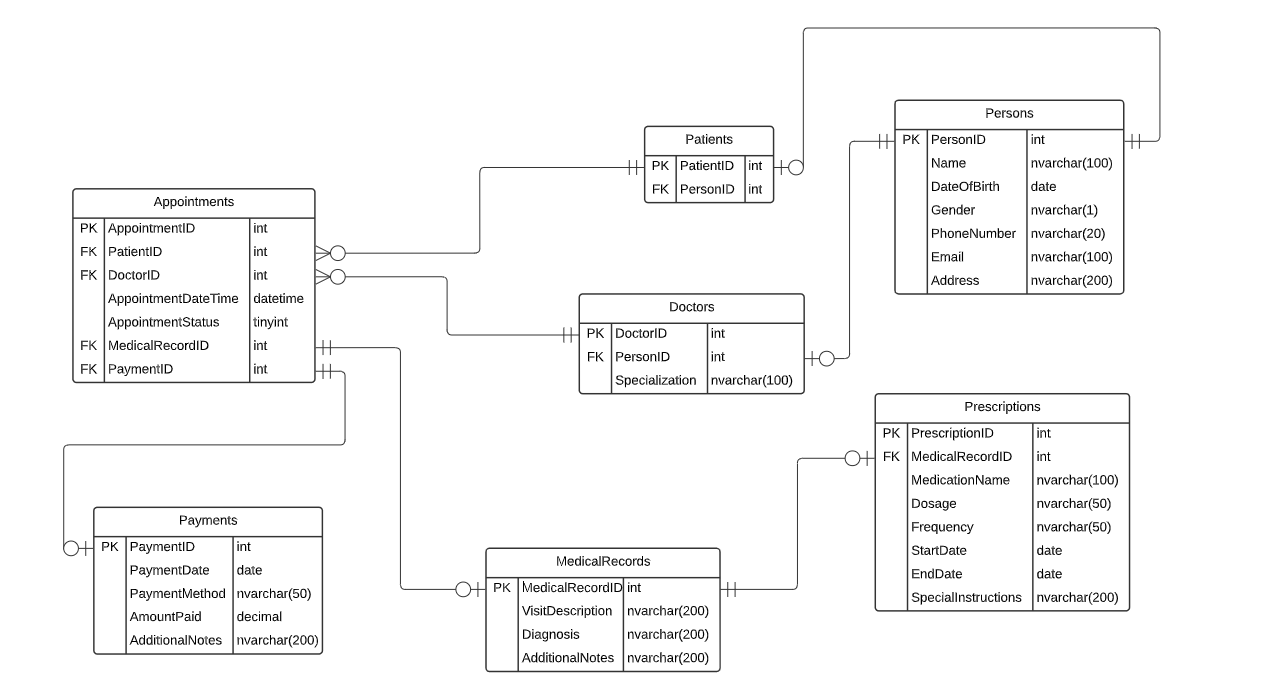 Persons
PK PersonID int
Name nvarchar(100)
DateOfBirth date
Gender nvarchar(1)
PhoneNumber nvarchar(20)
Email nvarchar(100)
Address nvarchar(200)
Patients
PK PatientID int
FK PersonID int
Appointments
PK AppointmentID int
FK PatientID int
FK DoctorID int
AppointmentDateTime datetime
AppointmentStatus tinyint
FK MedicalRecordID int
FK PaymentID int
Doctors
PK DoctorID int
FK PersonID int
Specialization nvarchar(100)
Prescriptions
PK PrescriptionID int
FK MedicalRecordID int
MedicationName nvarchar(100)
Dosage nvarchar(50)
Frequency nvarchar(50)
StartDate date
EndDate date
SpecialInstructions nvarchar(200)
Payments
PK PaymentID int
PaymentDate date
PaymentMethod nvarchar(50)
AmountPaid decimal
AdditionalNotes nvarchar(200)
MedicalRecords
PK MedicalRecordID int
VisitDescription nvarchar(200)
Diagnosis nvarchar(200)
AdditionalNotes nvarchar(200)